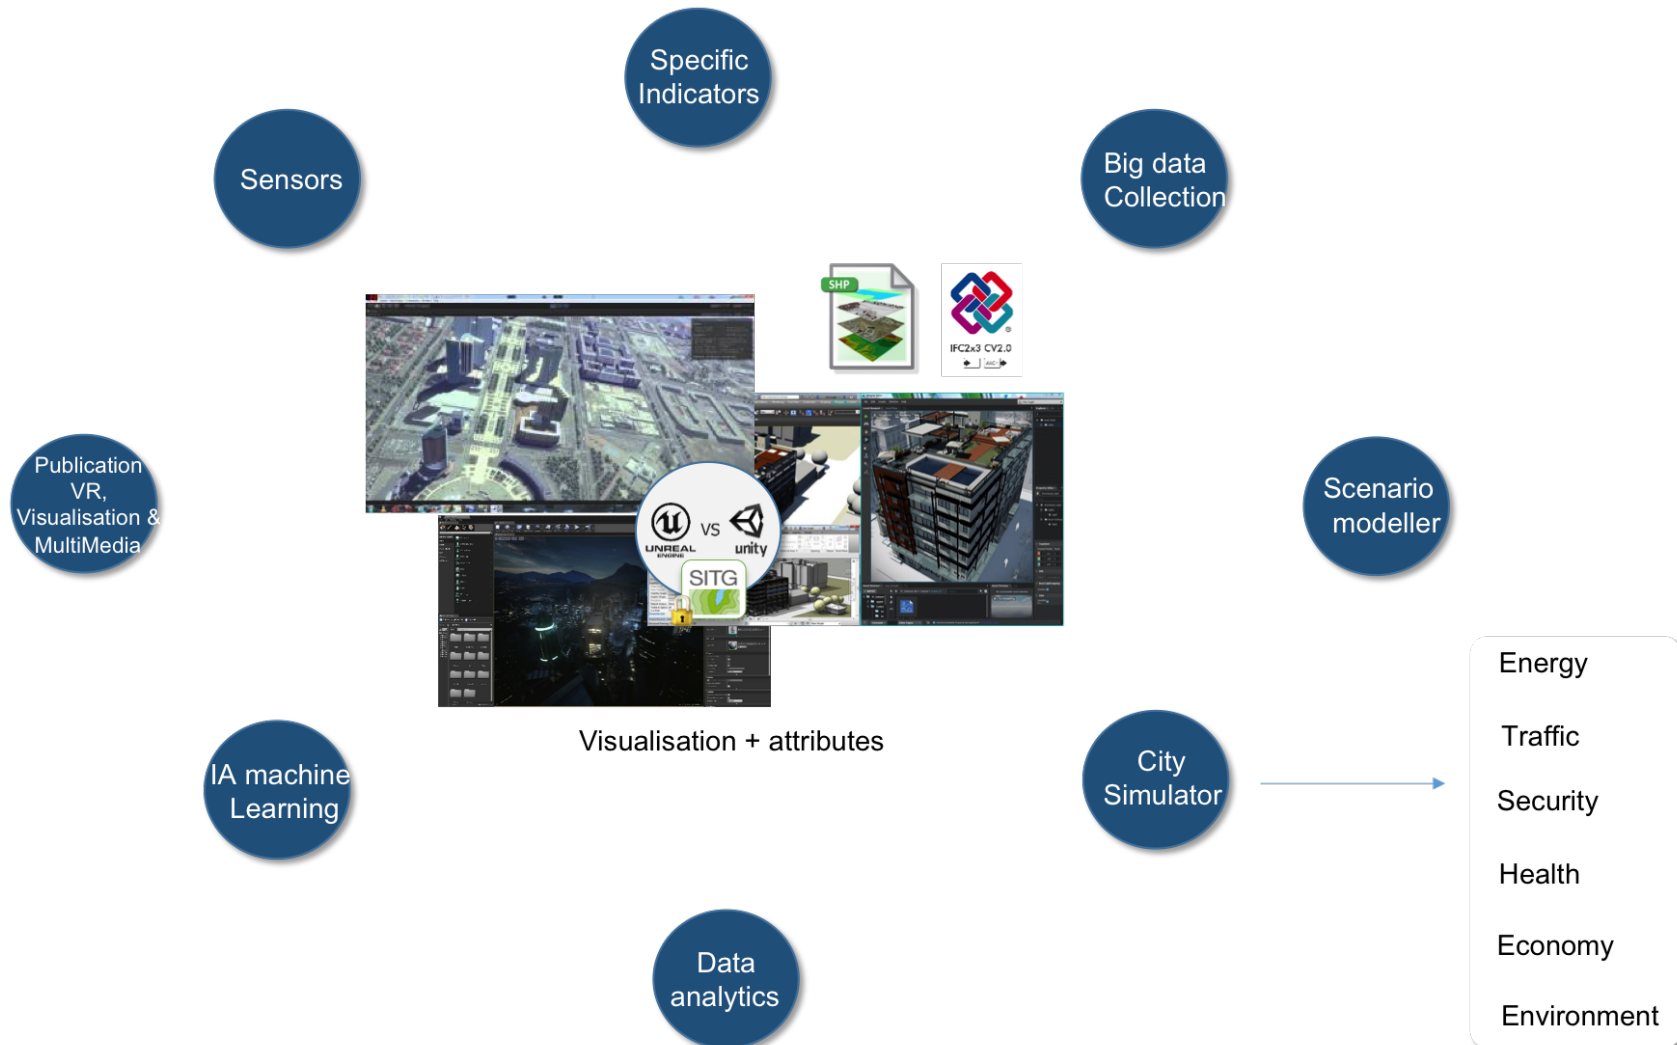 Specific
Indicators
Sensors
Big data
Collection
SHP
IFC2x3 CV2.0
Publication
VR,
Visualisation &
MultiMedia
UNREAL
ENGINE
vs
unity
SITG
Scenario
modeller
Visualisation + attributes
IA machine
Learning
City
Simulator
Data
analytics
Energy
Traffic
Security
Health
Economy
Environment